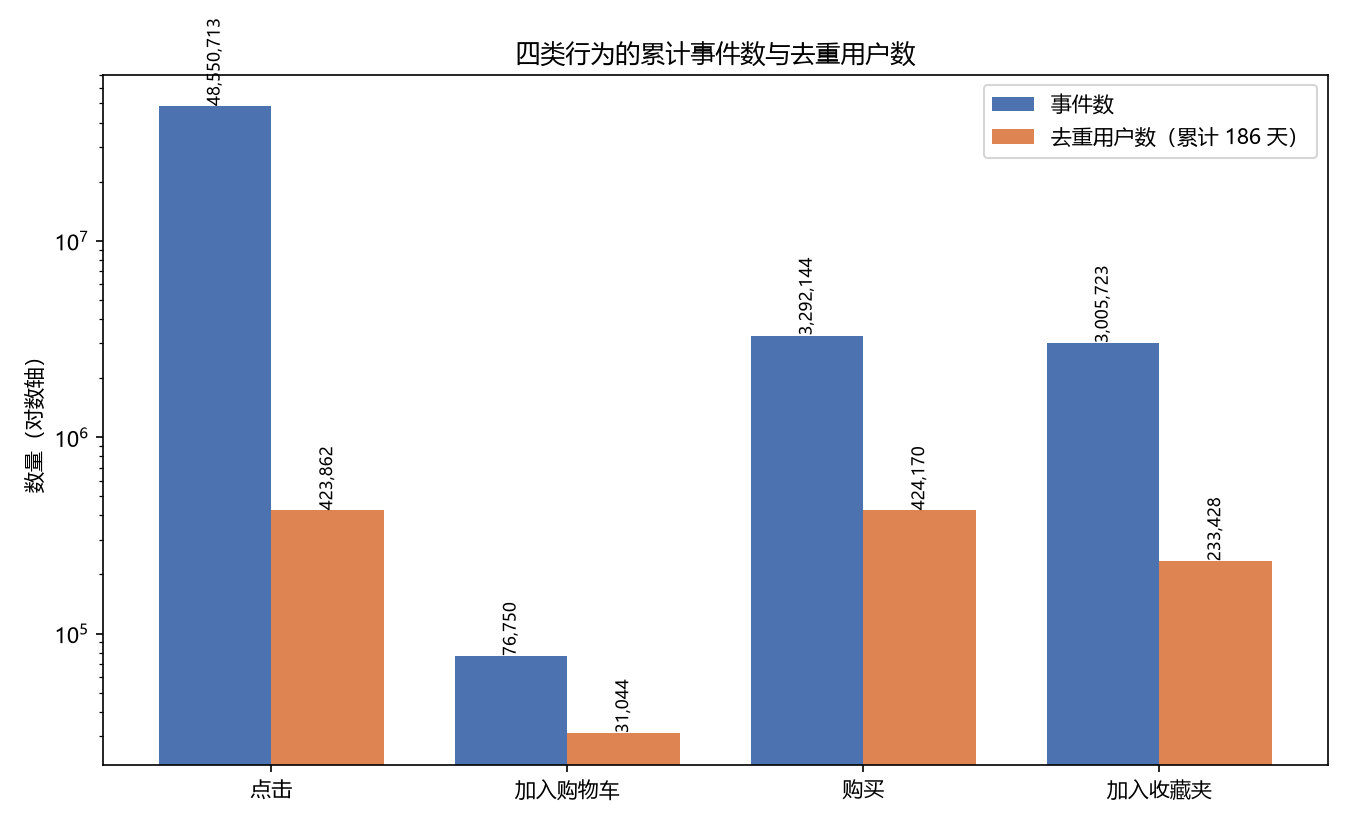 四类行为的累计事件数与去重用户数
事件数
去重用户数（累计 186 天）
数量（对数轴）
10⁷
10⁶
10⁵
48,550,713
423,862
76,750
31,044
3,292,144
424,170
3,005,723
233,428
点击
加入购物车
购买
加入收藏夹